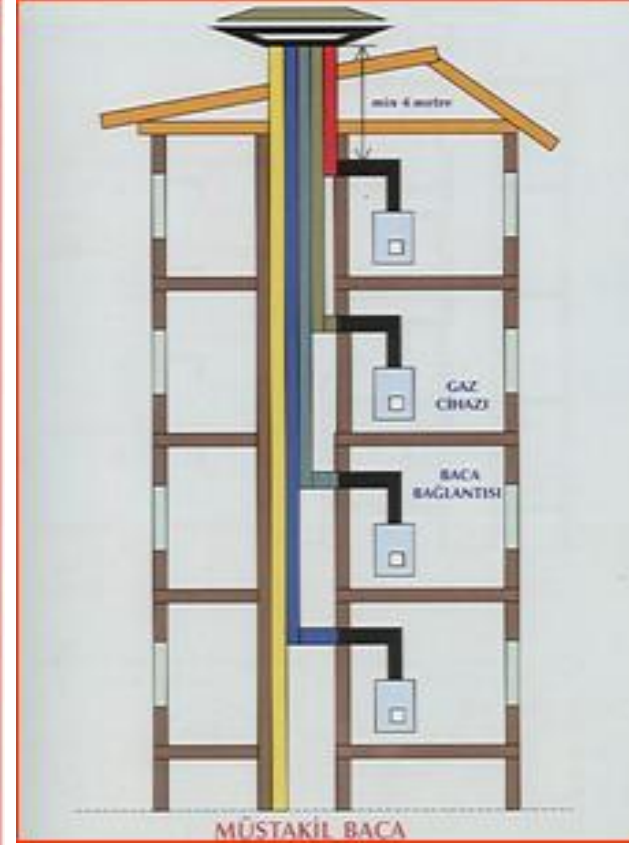 min 4 metre
GAZ
CİHAZI
BACA
BAĞLANTISI
MÜSTAKİL BACA